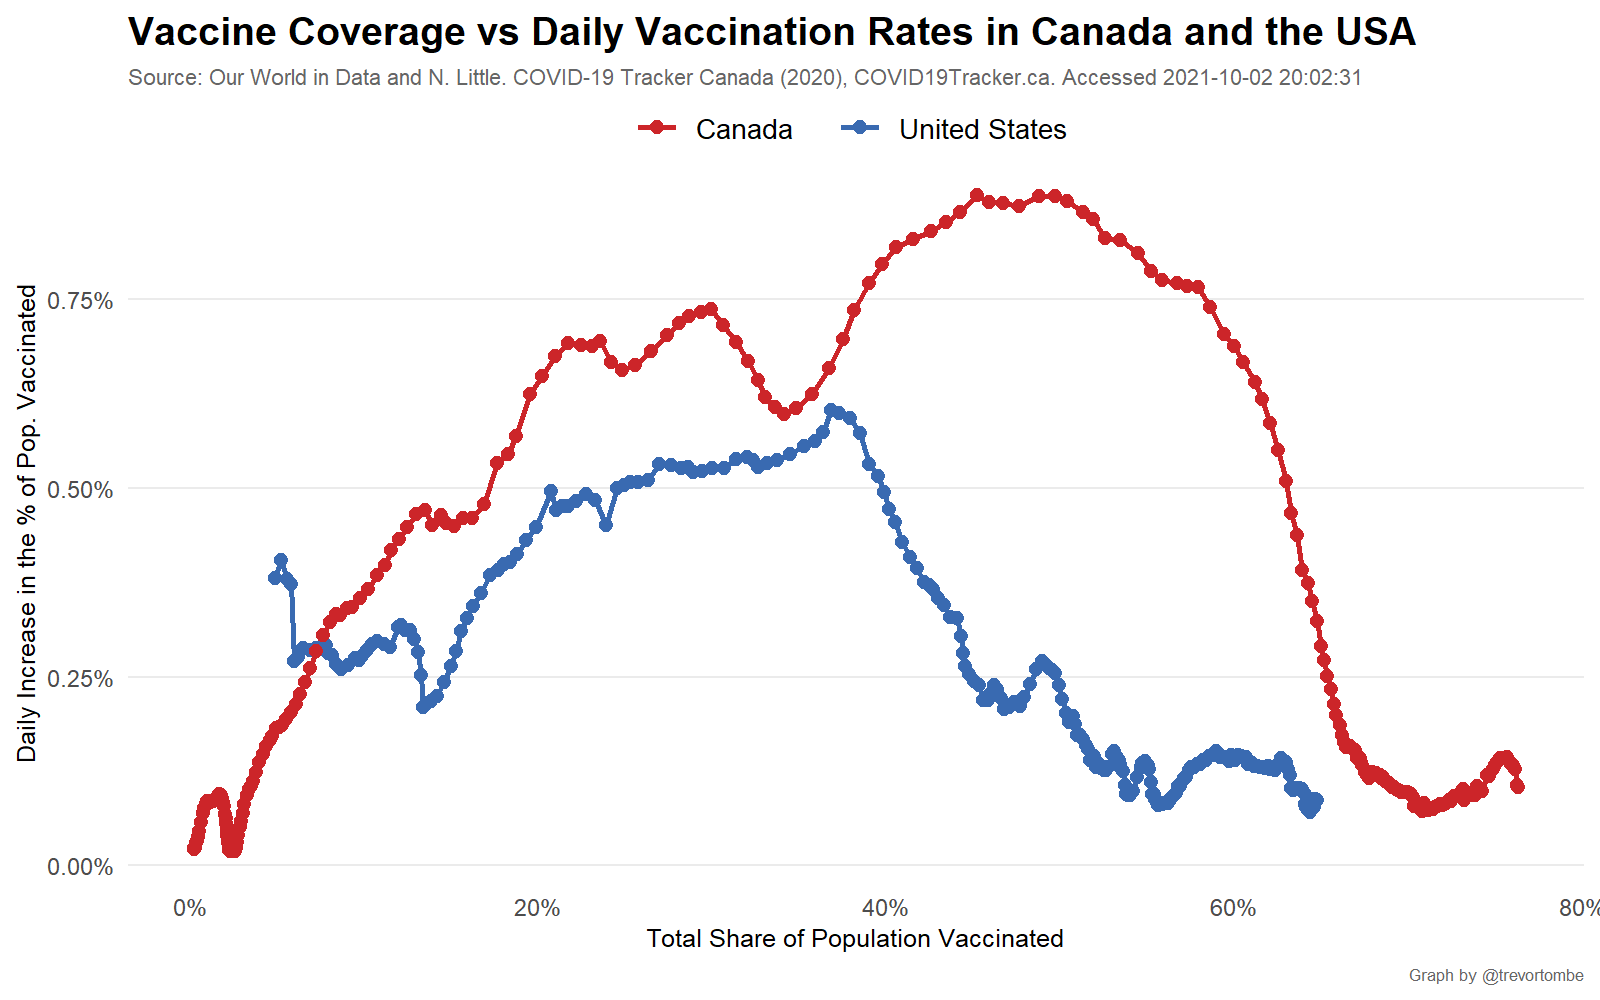 Vaccine Coverage vs Daily Vaccination Rates in Canada and the USA
Source: Our World in Data and N. Little. COVID-19 Tracker Canada (2020), COVID19Tracker.ca. Accessed 2021-10-02 20:02:31
Canada
United States
Daily Increase in the % of Pop. Vaccinated
0.75%
0.50%
0.25%
0.00%
0%
20%
40%
60%
80%
Total Share of Population Vaccinated
Graph by @trevortombe